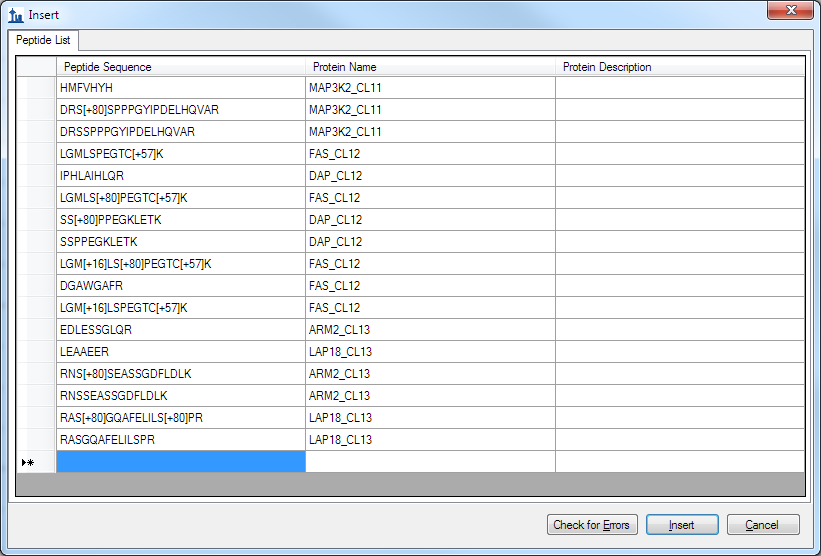 Insert
Peptide List
Peptide Sequence Protein Name Protein Description
HMFVHYH MAP3K2_CL11
DRS[+80]SPPPGYIPDELHQVAR MAP3K2_CL11
DRSSPPPGYIPDELHQVAR MAP3K2_CL11
LGMLSPEGTC[+57]K FAS_CL12
IPHLAIHLQR DAP_CL12
LGMLS[+80]PEGTC[+57]K FAS_CL12
SS[+80]PPEGKLETK DAP_CL12
SSPPEGKLETK DAP_CL12
LGM[+16]LS[+80]PEGTC[+57]K FAS_CL12
DGAWGAFR FAS_CL12
LGM[+16]LSPEGTC[+57]K FAS_CL12
EDLESSGLQR ARM2_CL13
LEAAEER LAP18_CL13
RNS[+80]SEASSGDFLDLK ARM2_CL13
RNSSEASSGDFLDLK ARM2_CL13
RAS[+80]GQAFELILS[+80]PR LAP18_CL13
RASGQAFELILSPR LAP18_CL13
Check for Errors Insert Cancel